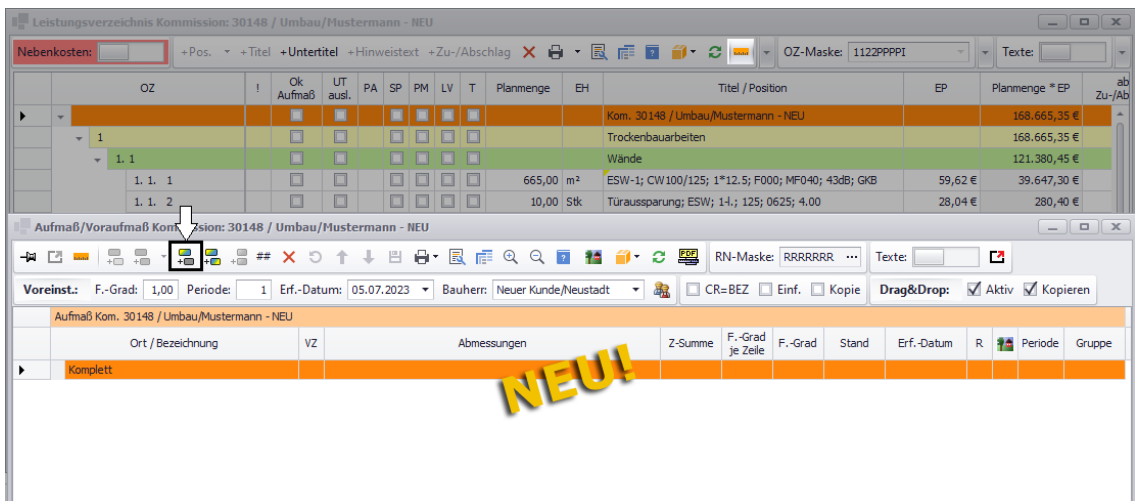 Leistungsverzeichnis Kommission: 30148 / Umbau/Mustermann - NEU
Nebenkosten: +Pos. +Titel +Untertitel +Hinweistext +Zu-/Abschlag OZ-Maske: 1122PPPPI Texte:
OZ ! Ok Aufmaß UT ausl. PA SP PM LV T Planmenge EH Titel / Position EP Planmenge * EP ab Zu-/Ab
Kom. 30148 / Umbau/Mustermann - NEU 168.665,35 €
1 Trockenbauarbeiten 168.665,35 €
1. 1 Wände 121.380,45 €
1. 1. 1 665,00 m² ESW-1; CW100/125; 1*12.5; F000; MF040; 43dB; GKB 59,62 € 39.647,30 €
1. 1. 2 10,00 Stk Türaussparung; ESW; 1-l.; 125; 0625; 4.00 28,04 € 280,40 €
Aufmaß/Voraufmaß Kommission: 30148 / Umbau/Mustermann - NEU
## PDF RN-Maske: RRRRRRR ... Texte:
Voreinst.: F.-Grad: 1,00 Periode: 1 Erf.-Datum: 05.07.2023 Bauherr: Neuer Kunde/Neustadt CR=BEZ Einf. Kopie Drag&Drop: Aktiv Kopieren
Aufmaß Kom. 30148 / Umbau/Mustermann - NEU
Ort / Bezeichnung VZ Abmessungen Z-Summe F.-Grad je Zeile F.-Grad Stand Erf.-Datum R Periode Gruppe
Komplett
NEU!